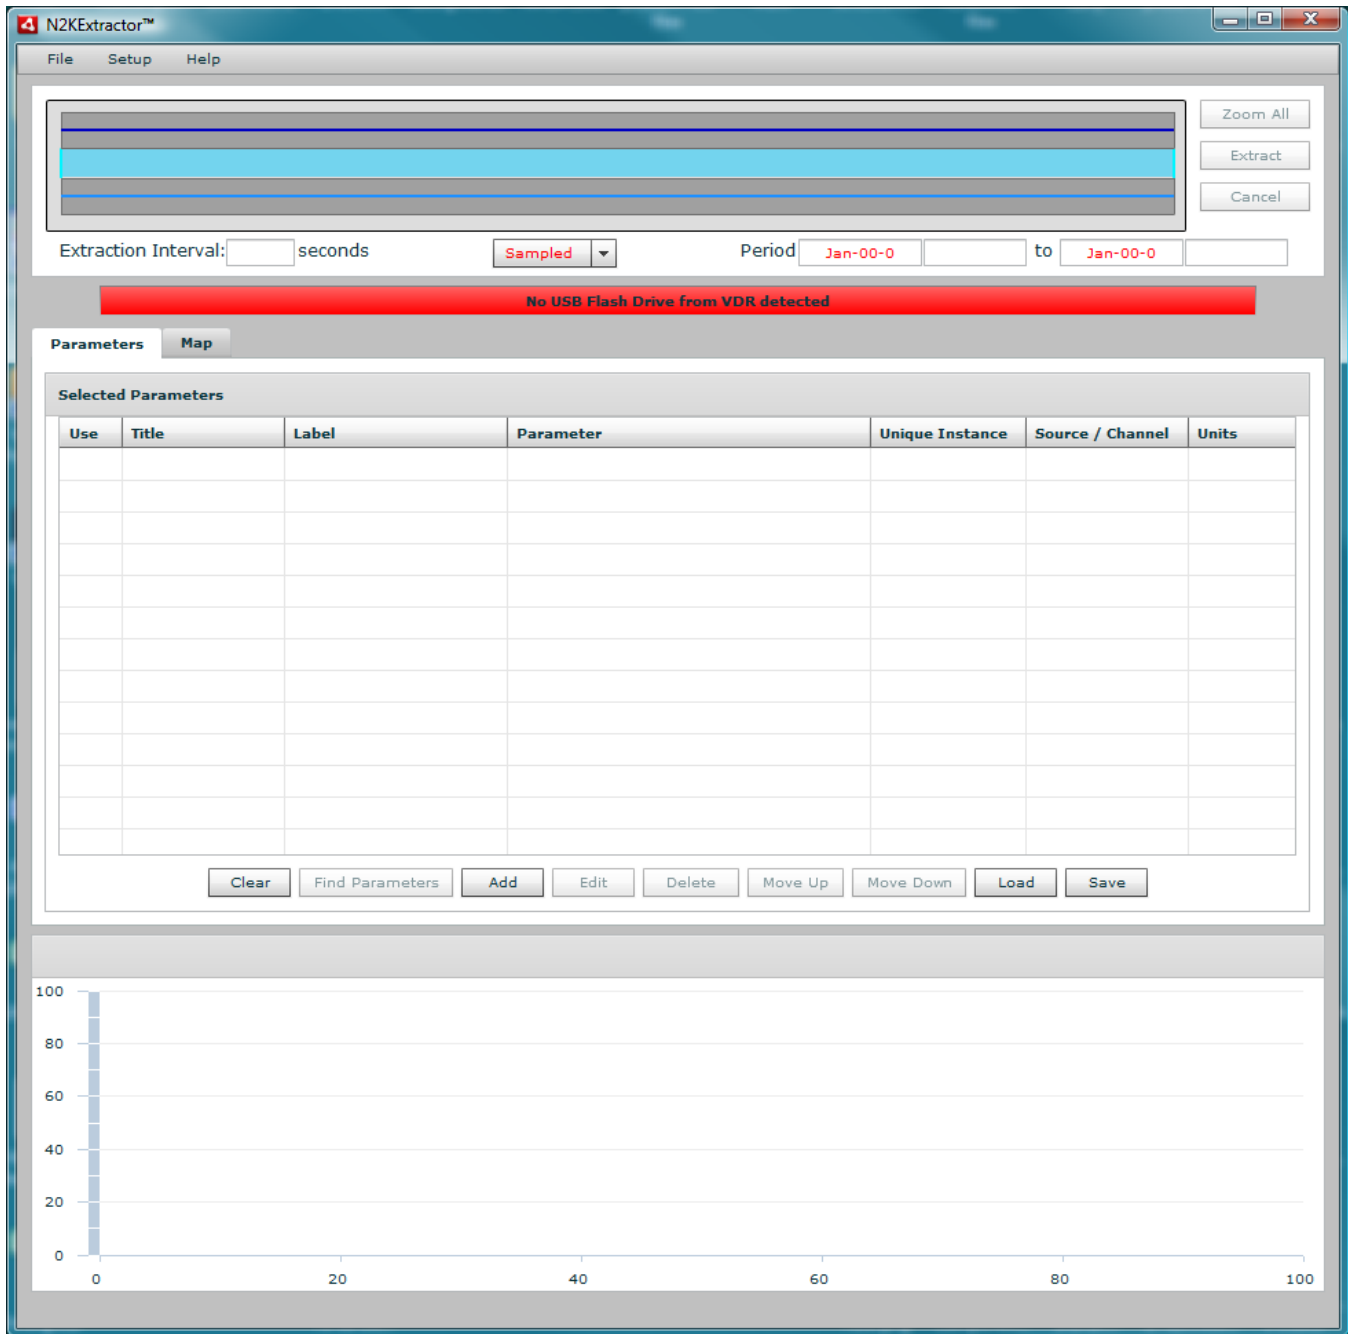 N2KExtractor™
File Setup Help
Zoom All
Extract
Cancel
Extraction Interval: seconds Sampled Period Jan-00-0 to Jan-00-0
No USB Flash Drive from VDR detected
Parameters Map
Selected Parameters
Use Title Label Parameter Unique Instance Source / Channel Units
Clear Find Parameters Add Edit Delete Move Up Move Down Load Save
100
80
60
40
20
0
0 20 40 60 80 100